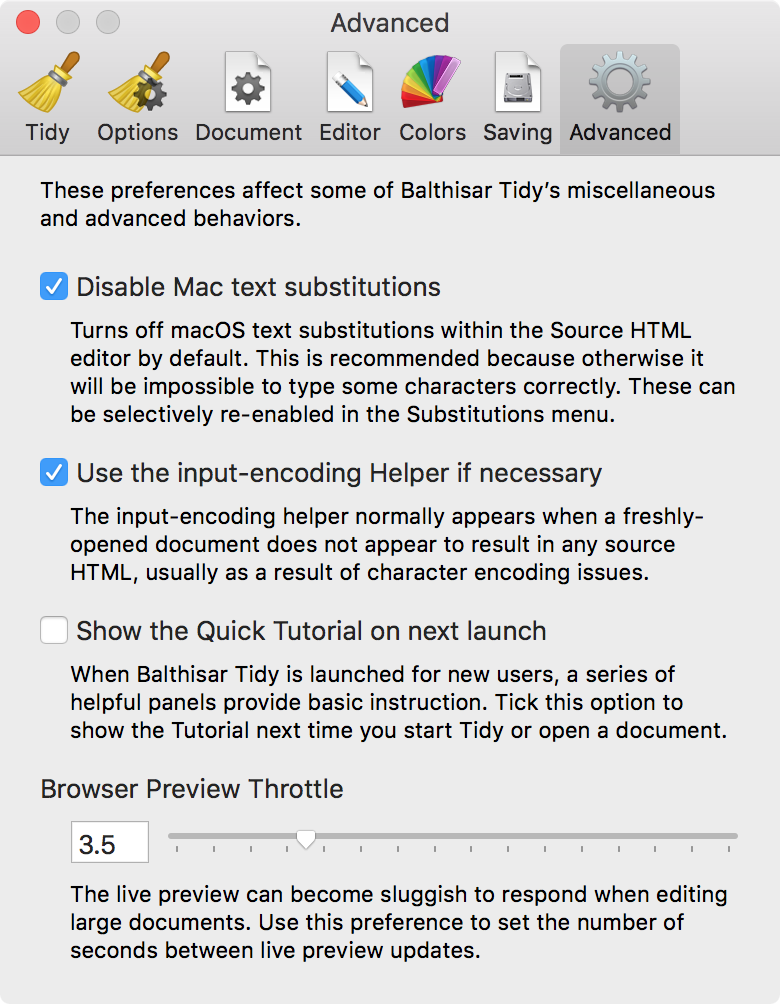 Advanced
Tidy Options Document Editor Colors Saving Advanced
These preferences affect some of Balthisar Tidy’s miscellaneous
and advanced behaviors.
Disable Mac text substitutions
Turns off macOS text substitutions within the Source HTML
editor by default. This is recommended because otherwise it
will be impossible to type some characters correctly. These can
be selectively re-enabled in the Substitutions menu.
Use the input-encoding Helper if necessary
The input-encoding helper normally appears when a freshly-
opened document does not appear to result in any source
HTML, usually as a result of character encoding issues.
Show the Quick Tutorial on next launch
When Balthisar Tidy is launched for new users, a series of
helpful panels provide basic instruction. Tick this option to
show the Tutorial next time you start Tidy or open a document.
Browser Preview Throttle
3.5
The live preview can become sluggish to respond when editing
large documents. Use this preference to set the number of
seconds between live preview updates.